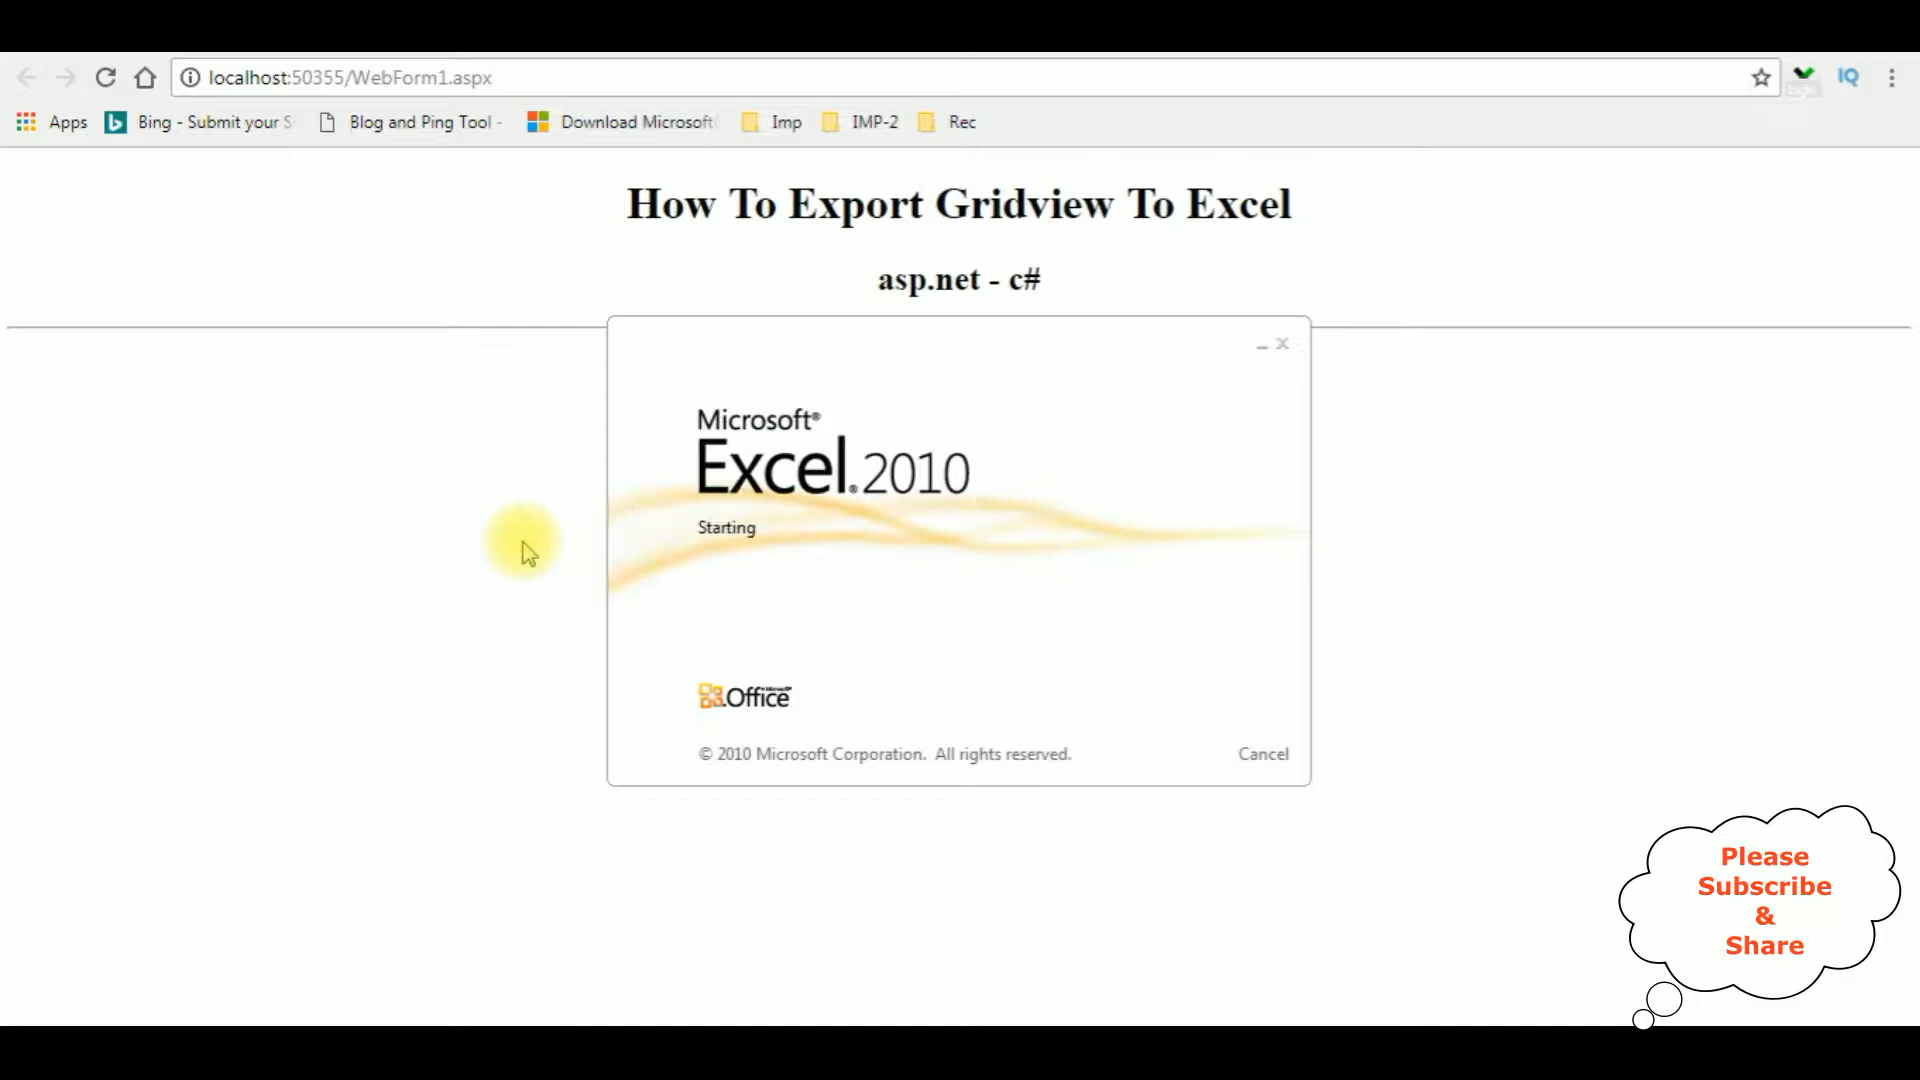 localhost:50355/WebForm1.aspx
IQ
Apps
Bing - Submit your S
Blog and Ping Tool -
Download Microsoft
Imp
IMP-2
Rec
How To Export Gridview To Excel
asp.net - c#
Microsoft®
Excel® 2010
Starting
Office
© 2010 Microsoft Corporation. All rights reserved.
Cancel
Please
Subscribe
&
Share